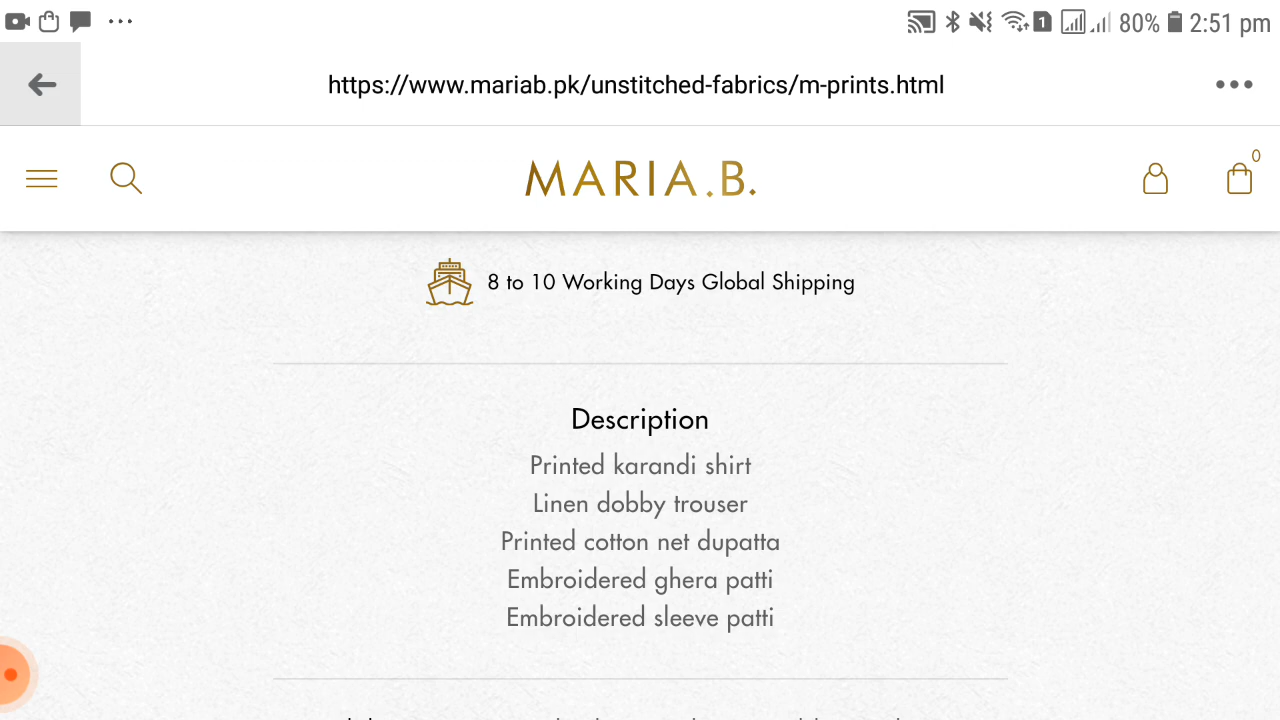 1 80% 2:51 pm
https://www.mariab.pk/unstitched-fabrics/m-prints.html
MARIA.B.
0
8 to 10 Working Days Global Shipping
Description
Printed karandi shirt
Linen dobby trouser
Printed cotton net dupatta
Embroidered ghera patti
Embroidered sleeve patti